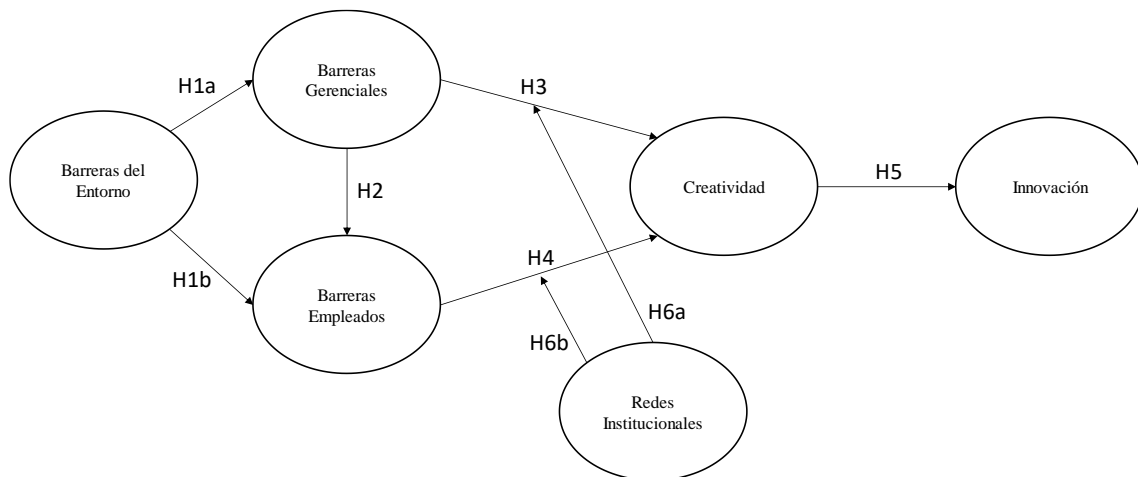 Barreras
Gerenciales
H1a
H3
Barreras del
Entorno
Creatividad
H5
Innovación
H2
H1b
H4
Barreras
Empleados
H6a
H6b
Redes
Institucionales